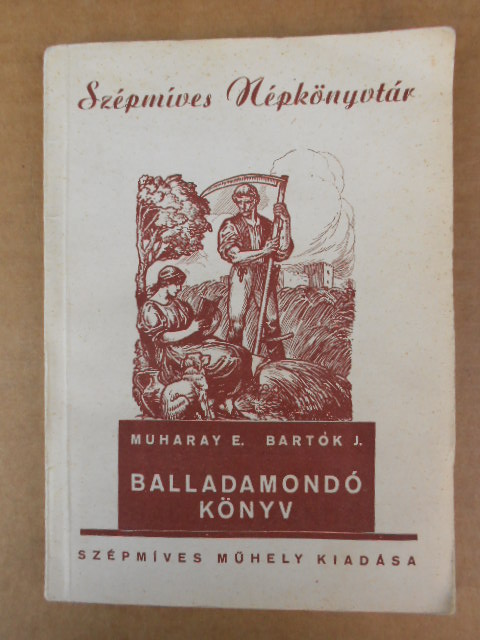 Szépmíves Népkönyvtár
MUHARAY E. BARTÓK J.
BALLADAMONDÓ
KÖNYV
SZÉPMÍVES MŰHELY KIADÁSA